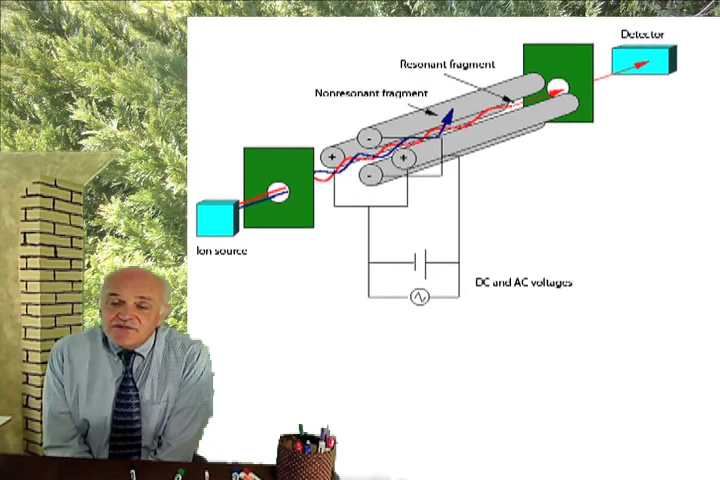 Detector
Resonant fragment
Nonresonant fragment
-
+
+
-
Ion source
DC and AC voltages